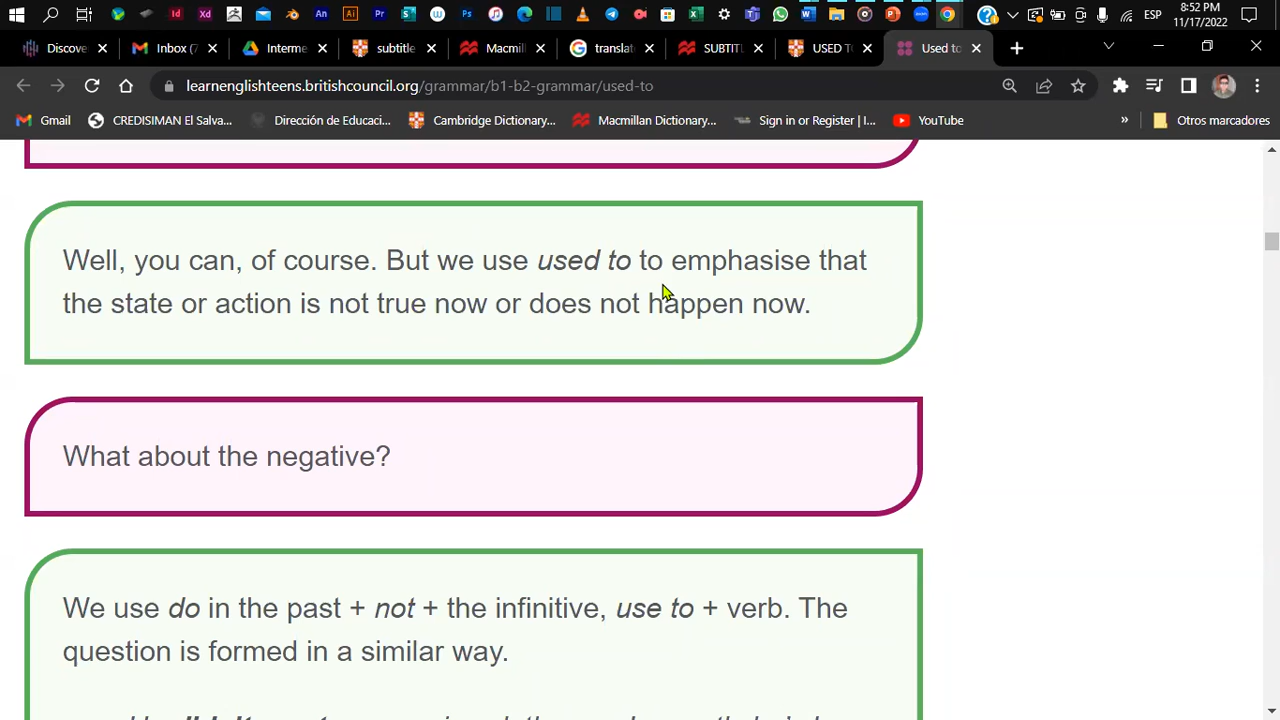 8:52 PM
ESP
11/17/2022
Discove
Inbox (7
Interme
subtitle
Macmil
translat
SUBTIT
USED T
Used to
learnenglishteens.britishcouncil.org/grammar/b1-b2-grammar/used-to
Gmail
CREDISIMAN El Salva...
Dirección de Educaci...
Cambridge Dictionary...
Macmillan Dictionary...
Sign in or Register | I...
YouTube
»
Otros marcadores
Well, you can, of course. But we use used to to emphasise that
the state or action is not true now or does not happen now.
What about the negative?
We use do in the past + not + the infinitive, use to + verb. The
question is formed in a similar way.